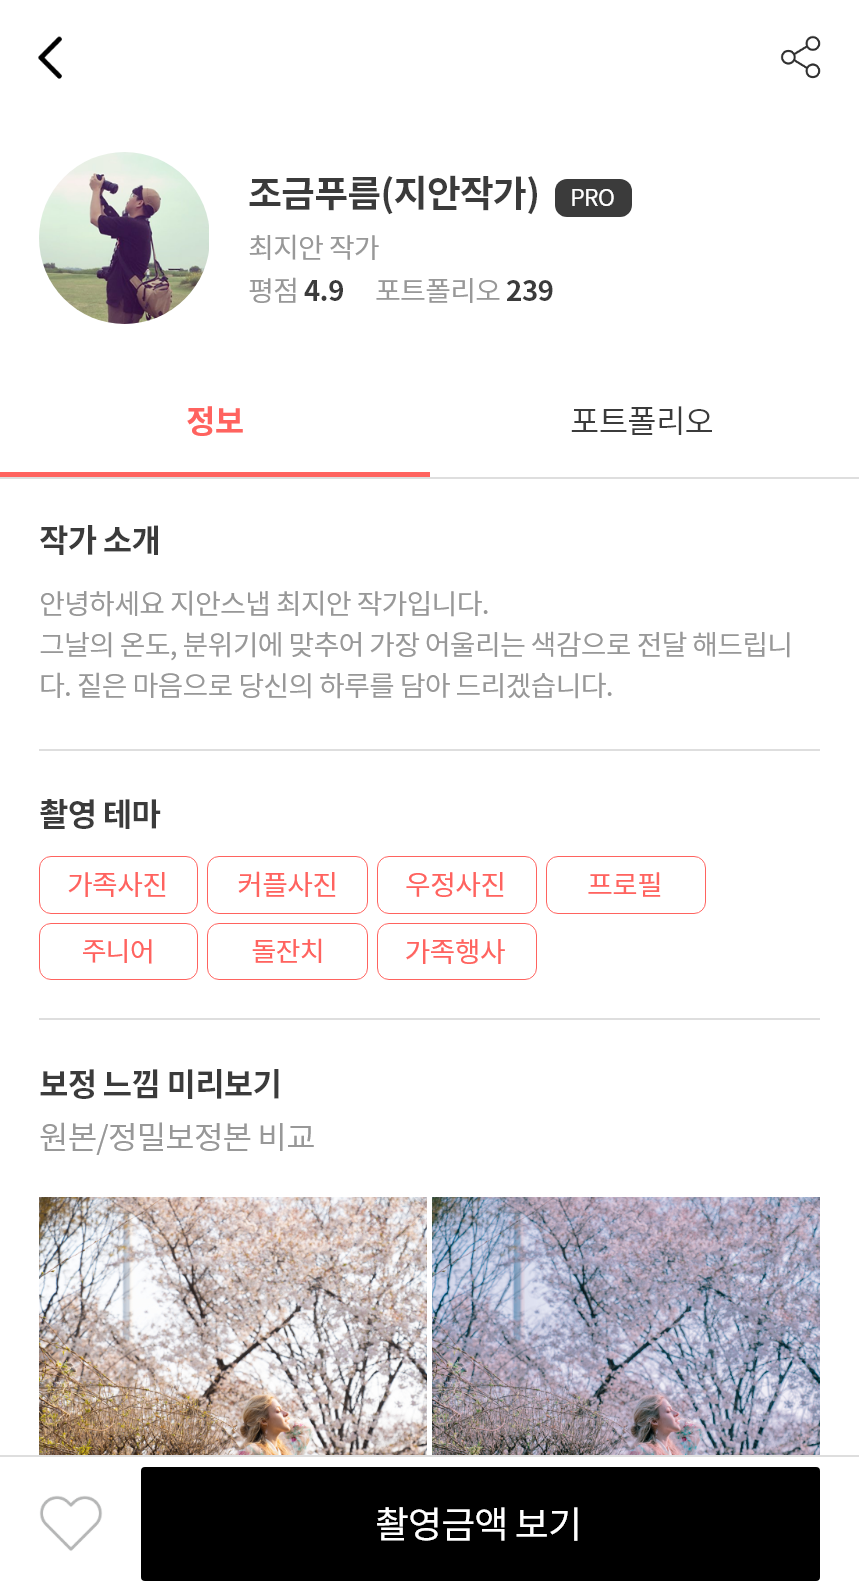 조금푸름(지안작가) PRO
최지안 작가
평점 4.9 포트폴리오 239
정보 포트폴리오
작가 소개
안녕하세요 지안스냅 최지안 작가입니다.
그날의 온도, 분위기에 맞추어 가장 어울리는 색감으로 전달 해드립니
다. 짙은 마음으로 당신의 하루를 담아 드리겠습니다.
촬영 테마
가족사진 커플사진 우정사진 프로필
주니어 돌잔치 가족행사
보정 느낌 미리보기
원본/정밀보정본 비교
촬영금액 보기